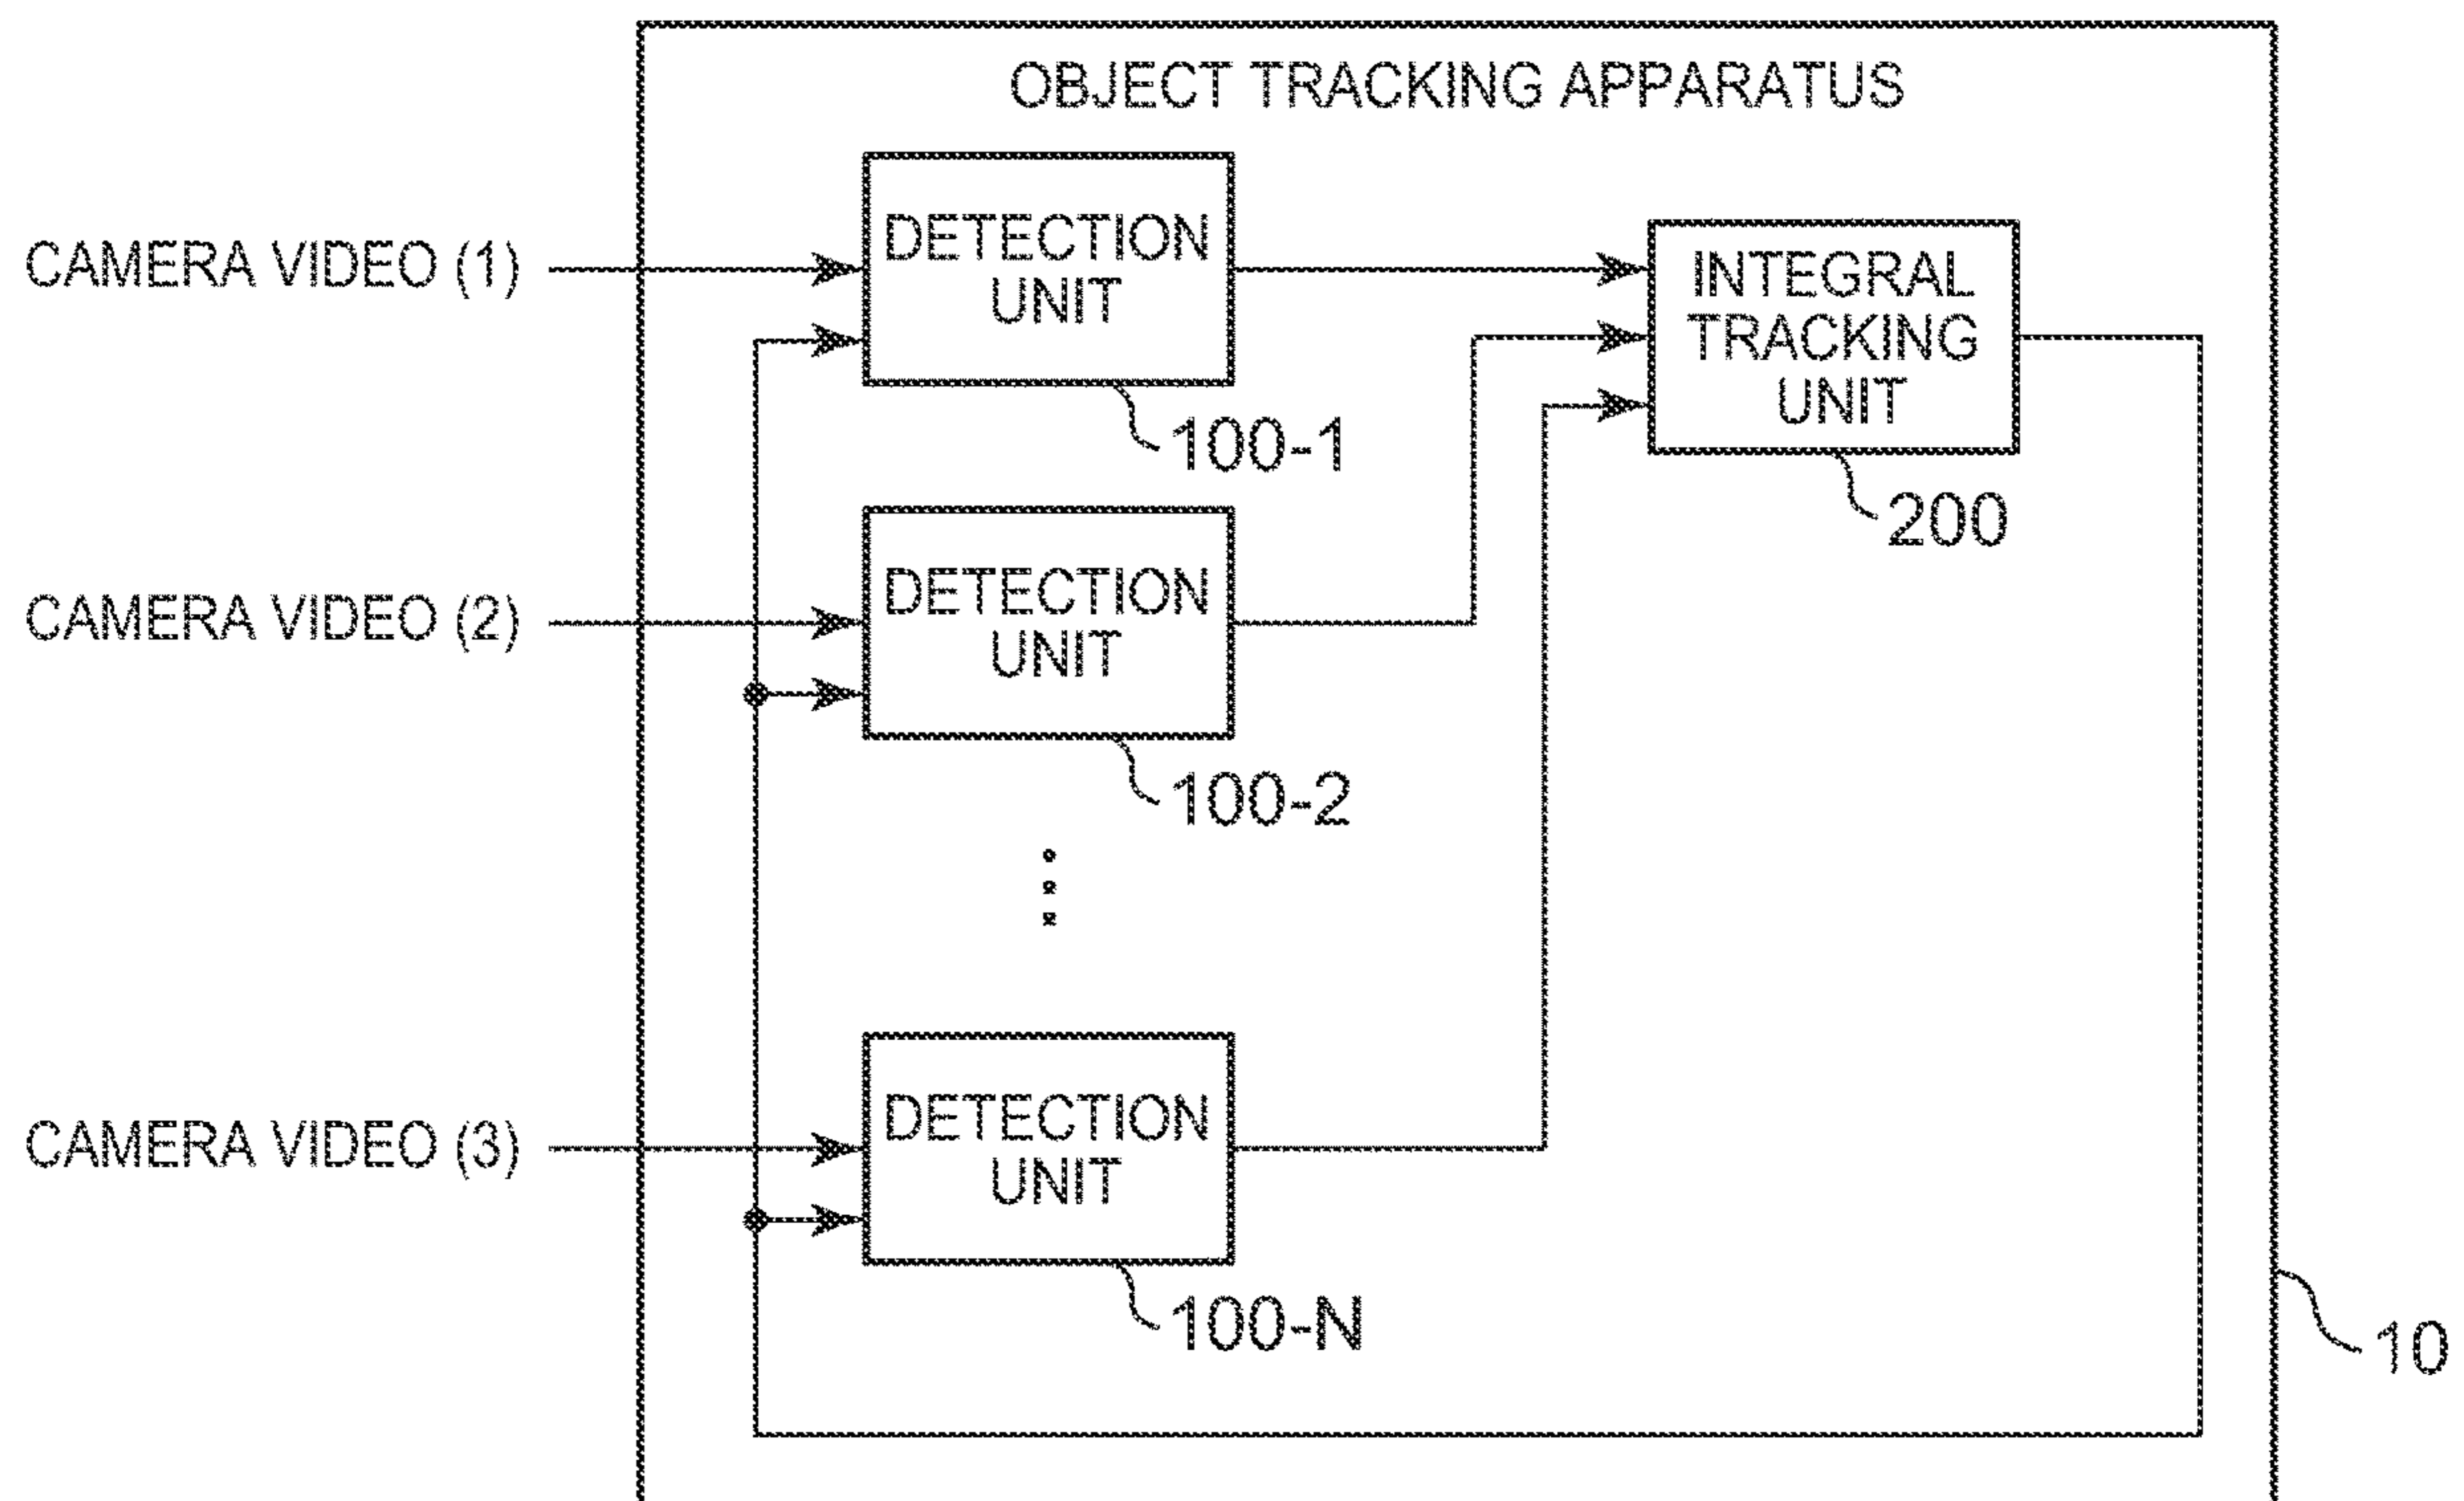 OBJECT TRACKING APPARATUS
CAMERA VIDEO (1)
DETECTION
UNIT
100-1
INTEGRAL
TRACKING
UNIT
200
CAMERA VIDEO (2)
DETECTION
UNIT
100-2
CAMERA VIDEO (3)
DETECTION
UNIT
100-N
10